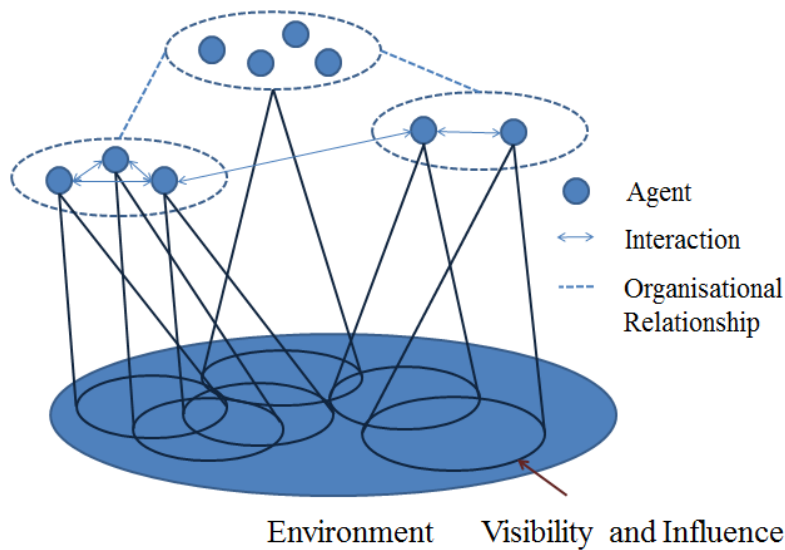 Agent
Interaction
Organisational
Relationship
Environment
Visibility and Influence